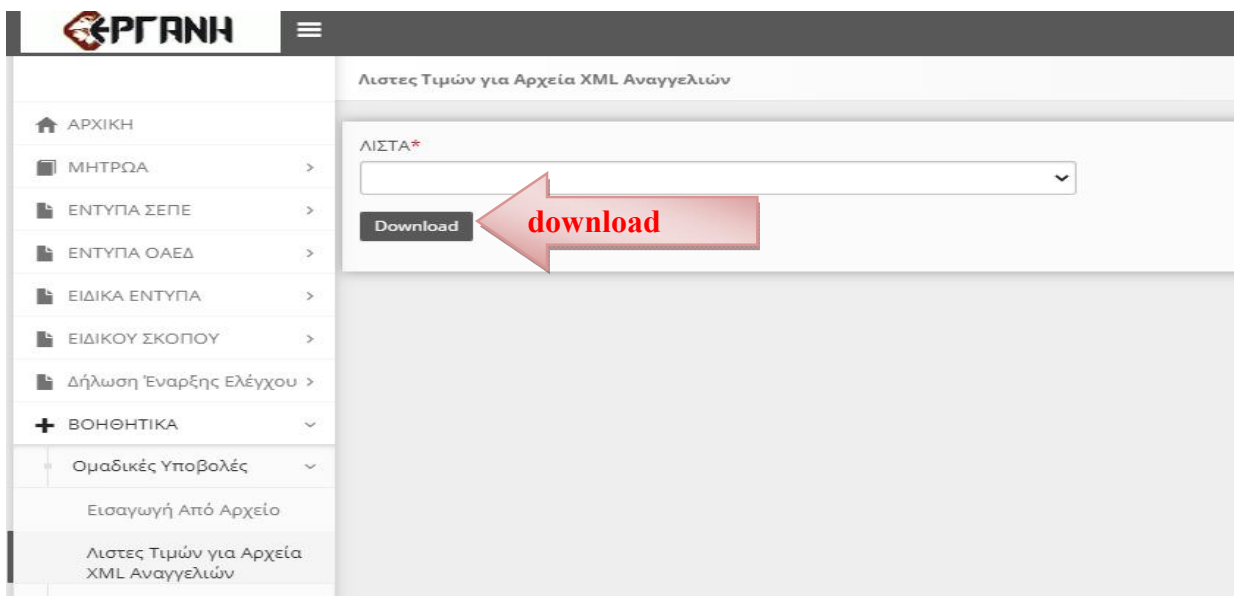 ΕΡΓΑΝΗ
Λιστες Τιμών για Αρχεία XML Αναγγελιών
ΑΡΧΙΚΗ
ΜΗΤΡΩΑ
ΕΝΤΥΠΑ ΣΕΠΕ
ΕΝΤΥΠΑ ΟΑΕΔ
ΕΙΔΙΚΑ ΕΝΤΥΠΑ
ΕΙΔΙΚΟΥ ΣΚΟΠΟΥ
Δήλωση Έναρξης Ελέγχου
ΒΟΗΘΗΤΙΚΑ
Ομαδικές Υποβολές
Εισαγωγή Από Αρχείο
Λιστες Τιμών για Αρχεία
XML Αναγγελιών
ΛΙΣΤΑ*
Download
download